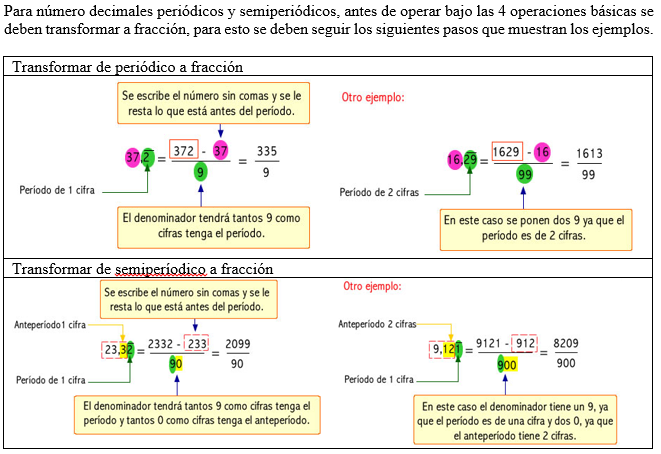 Para número decimales periódicos y semiperiódicos, antes de operar bajo las 4 operaciones básicas se
deben transformar a fracción, para esto se deben seguir los siguientes pasos que muestran los ejemplos.
Transformar de periódico a fracción
Se escribe el número sin comas y se le
resta lo que está antes del período.
37,2̅ = (372 - 37)/9 = 335/9
Período de 1 cifra
El denominador tendrá tantos 9 como
cifras tenga el período.
Otro ejemplo:
16,2̅9̅ = (1629 - 16)/99 = 1613/99
Período de 2 cifras
En este caso se ponen dos 9 ya que el
período es de 2 cifras.
Transformar de semiperíodico a fracción
Se escribe el número sin comas y se le
resta lo que está antes del período.
Anteperíodo1 cifra
23,32̅ = (2332 - 233)/90 = 2099/90
Período de 1 cifra
El denominador tendrá tantos 9 como cifras tenga el
período y tantos 0 como cifras tenga el anteperíodo.
Otro ejemplo:
Anteperíodo 2 cifras
9,121̅ = (9121 - 912)/900 = 8209/900
Período de 1 cifra
En este caso el denominador tiene un 9, ya
que el período es de una cifra y dos 0, ya que
el anteperíodo tiene 2 cifras.